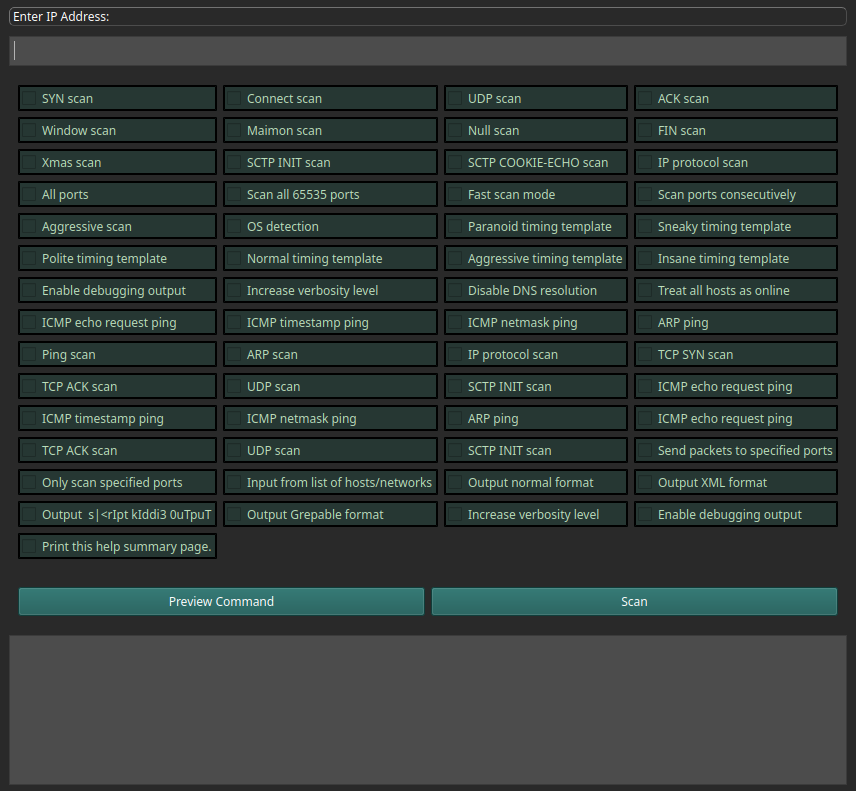 Enter IP Address:
SYN scan Connect scan UDP scan ACK scan
Window scan Maimon scan Null scan FIN scan
Xmas scan SCTP INIT scan SCTP COOKIE-ECHO scan IP protocol scan
All ports Scan all 65535 ports Fast scan mode Scan ports consecutively
Aggressive scan OS detection Paranoid timing template Sneaky timing template
Polite timing template Normal timing template Aggressive timing template Insane timing template
Enable debugging output Increase verbosity level Disable DNS resolution Treat all hosts as online
ICMP echo request ping ICMP timestamp ping ICMP netmask ping ARP ping
Ping scan ARP scan IP protocol scan TCP SYN scan
TCP ACK scan UDP scan SCTP INIT scan ICMP echo request ping
ICMP timestamp ping ICMP netmask ping ARP ping ICMP echo request ping
TCP ACK scan UDP scan SCTP INIT scan Send packets to specified ports
Only scan specified ports Input from list of hosts/networks Output normal format Output XML format
Output s|<rIpt kIddi3 0uTpuT Output Grepable format Increase verbosity level Enable debugging output
Print this help summary page.
Preview Command Scan